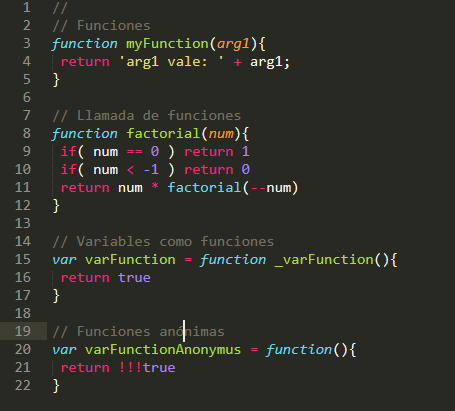 1 //
2 // Funciones
3 function myFunction(arg1){
4 return 'arg1 vale: ' + arg1;
5 }
6
7 // Llamada de funciones
8 function factorial(num){
9 if( num == 0 ) return 1
10 if( num < -1 ) return 0
11 return num * factorial(--num)
12 }
13
14 // Variables como funciones
15 var varFunction = function _varFunction(){
16 return true
17 }
18
19 // Funciones anónimas
20 var varFunctionAnonymus = function(){
21 return !!!true
22 }